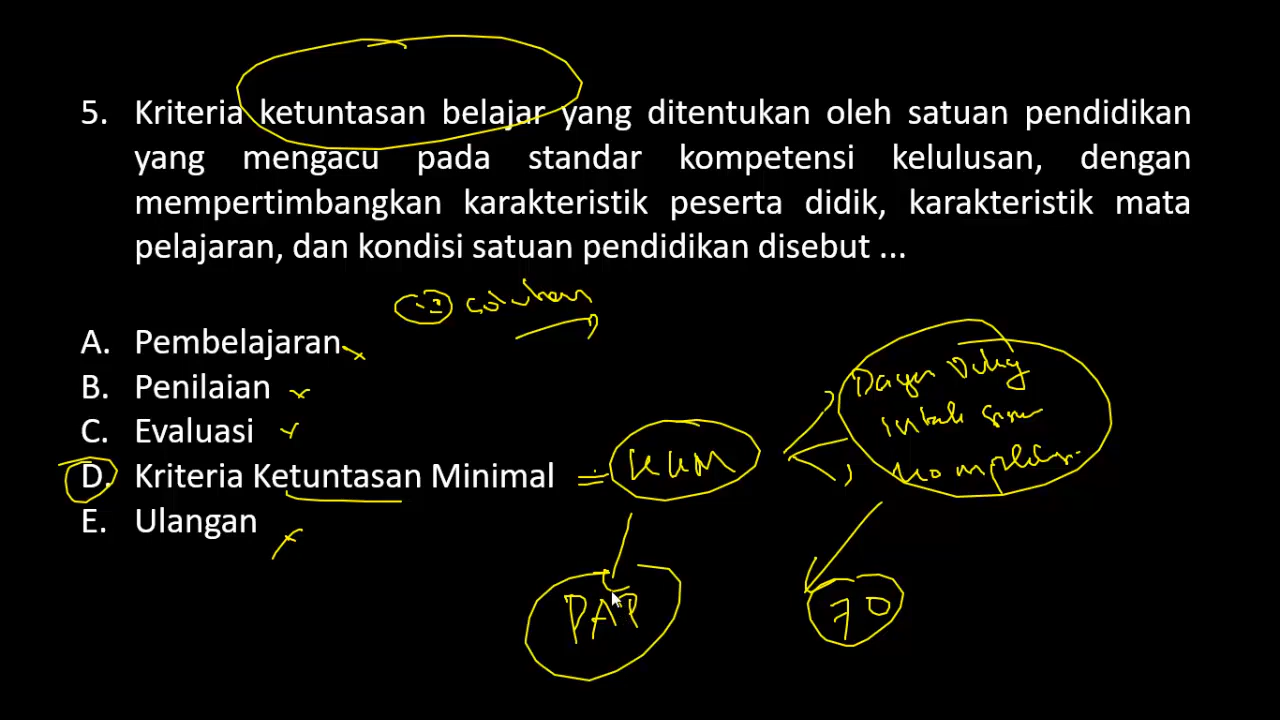 5. Kriteria ketuntasan belajar yang ditentukan oleh satuan pendidikan
yang mengacu pada standar kompetensi kelulusan, dengan
mempertimbangkan karakteristik peserta didik, karakteristik mata
pelajaran, dan kondisi satuan pendidikan disebut ...
A. Pembelajaran
B. Penilaian
C. Evaluasi
D. Kriteria Ketuntasan Minimal = KKM
E. Ulangan
Daya
intake
PAP
70